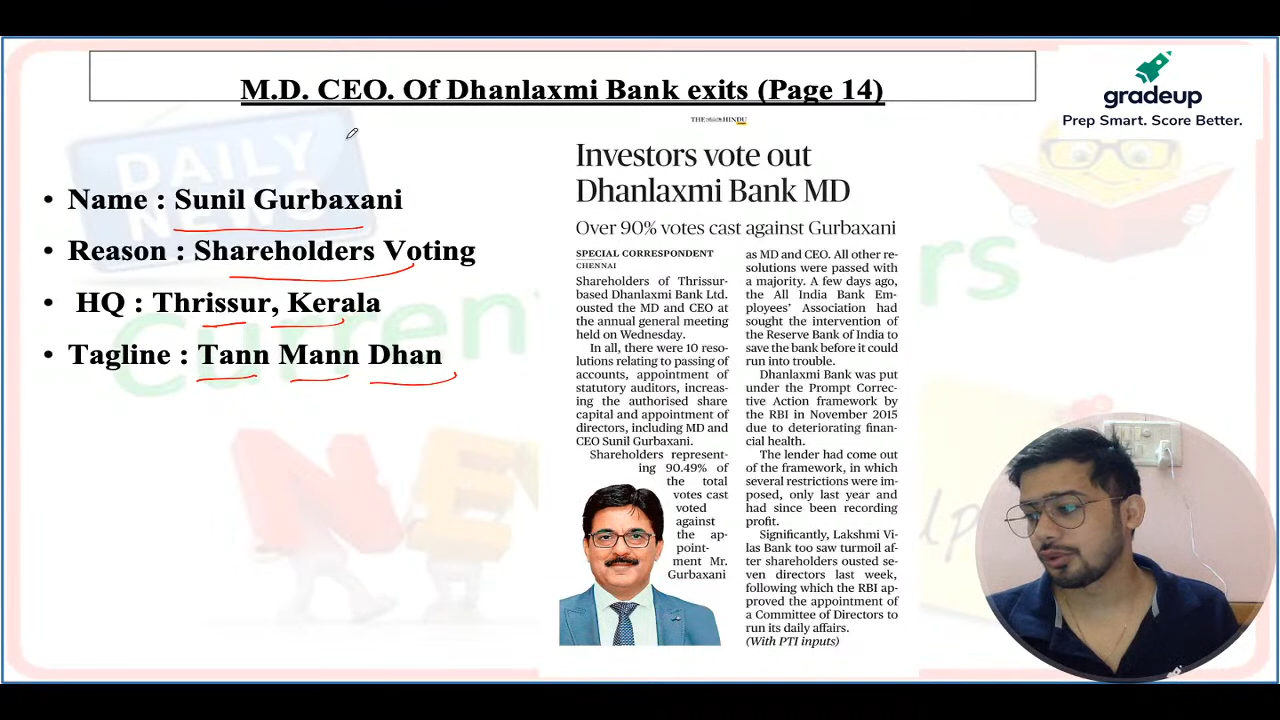 M.D. CEO. Of Dhanlaxmi Bank exits (Page 14)
gradeup
Prep Smart. Score Better.
DAILY
NEWS
• Name : Sunil Gurbaxani
• Reason : Shareholders Voting
• HQ : Thrissur, Kerala
• Tagline : Tann Mann Dhan
THE HINDU
Investors vote out
Dhanlaxmi Bank MD
Over 90% votes cast against Gurbaxani
SPECIAL CORRESPONDENT
CHENNAI
Shareholders of Thrissur-
based Dhanlaxmi Bank Ltd.
ousted the MD and CEO at
the annual general meeting
held on Wednesday.
In all, there were 10 reso-
lutions relating to passing of
accounts, appointment of
statutory auditors, increas-
ing the authorised share
capital and appointment of
directors, including MD and
CEO Sunil Gurbaxani.
Shareholders represent-
ing 90.49% of
the total
votes cast
voted
against
the ap-
point-
ment Mr.
Gurbaxani
as MD and CEO. All other re-
solutions were passed with
a majority. A few days ago,
the All India Bank Em-
ployees' Association had
sought the intervention of
the Reserve Bank of India to
save the bank before it could
run into trouble.
Dhanlaxmi Bank was put
under the Prompt Correc-
tive Action framework by
the RBI in November 2015
due to deteriorating finan-
cial health.
The lender had come out
of the framework, in which
several restrictions were im-
posed, only last year and
had since been recording
profit.
Significantly, Lakshmi Vi-
las Bank too saw turmoil af-
ter shareholders ousted se-
ven directors last week,
following which the RBI ap-
proved the appointment of
a Committee of Directors to
run its daily affairs.
(With PTI inputs)